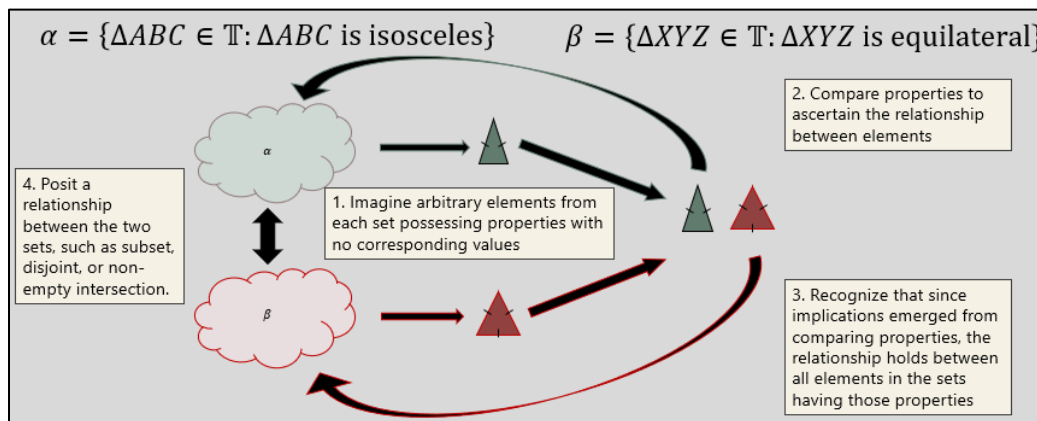 α = {ΔABC ∈ 𝕋: ΔABC is isosceles}
β = {ΔXYZ ∈ 𝕋: ΔXYZ is equilateral}
2. Compare properties to
ascertain the relationship
between elements
α
4. Posit a
relationship
between the two
sets, such as subset,
disjoint, or non-
empty intersection.
1. Imagine arbitrary elements from
each set possessing properties with
no corresponding values
β
3. Recognize that since
implications emerged from
comparing properties, the
relationship holds between
all elements in the sets
having those properties